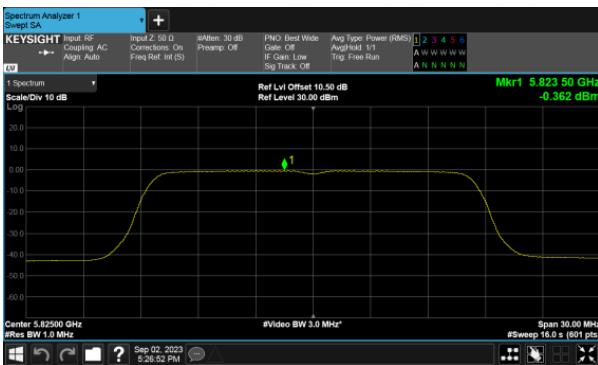 Spectrum Analyzer 1
Swept SA
+
KEYSIGHT Input: RF Input Z: 50 Ω #Atten: 30 dB PNO: Best Wide Avg Type: Power (RMS) 1 2 3 4 5 6
Coupling: AC Corrections: On Preamp: Off Gate: Off Avg|Hold: 1/1 A W W W W W
Align: Auto Freq Ref: Int (S) IF Gain: Low Trig: Free Run
Sig Track: Off A N N N N N
LXI
1 Spectrum Ref Lvl Offset 10.50 dB Mkr1 5.823 50 GHz
Scale/Div 10 dB Ref Level 30.00 dBm -0.362 dBm
Log
20.0
10.0
1
0.00
-10.0
-20.0
-30.0
-40.0
-50.0
-60.0
Center 5.82500 GHz #Video BW 3.0 MHz* Span 30.00 MHz
#Res BW 1.0 MHz #Sweep 16.0 s (601 pts
? Sep 02, 2023
5:26:52 PM